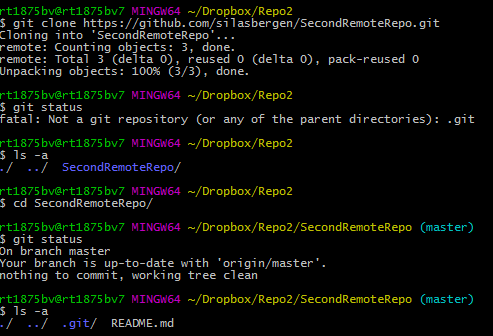 rt1875bv@rt1875bv7 MINGW64 ~/Dropbox/Repo2
$ git clone https://github.com/silasbergen/SecondRemoteRepo.git
Cloning into 'SecondRemoteRepo'...
remote: Counting objects: 3, done.
remote: Total 3 (delta 0), reused 0 (delta 0), pack-reused 0
Unpacking objects: 100% (3/3), done.
rt1875bv@rt1875bv7 MINGW64 ~/Dropbox/Repo2
$ git status
fatal: Not a git repository (or any of the parent directories): .git
rt1875bv@rt1875bv7 MINGW64 ~/Dropbox/Repo2
$ ls -a
./ ../ SecondRemoteRepo/
rt1875bv@rt1875bv7 MINGW64 ~/Dropbox/Repo2
$ cd SecondRemoteRepo/
rt1875bv@rt1875bv7 MINGW64 ~/Dropbox/Repo2/SecondRemoteRepo (master)
$ git status
On branch master
Your branch is up-to-date with 'origin/master'.
nothing to commit, working tree clean
rt1875bv@rt1875bv7 MINGW64 ~/Dropbox/Repo2/SecondRemoteRepo (master)
$ ls -a
./ ../ .git/ README.md